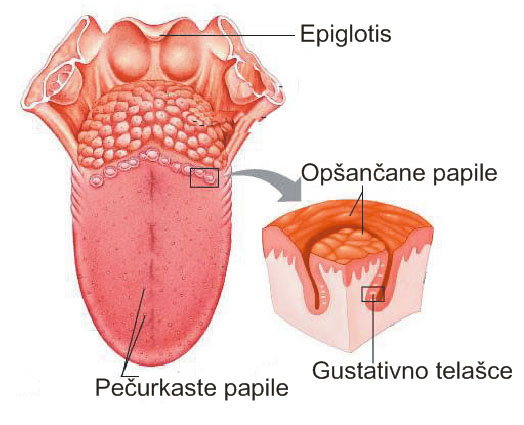 Epiglotis
Opšančane papile
Gustativno telašce
Pečurkaste papile